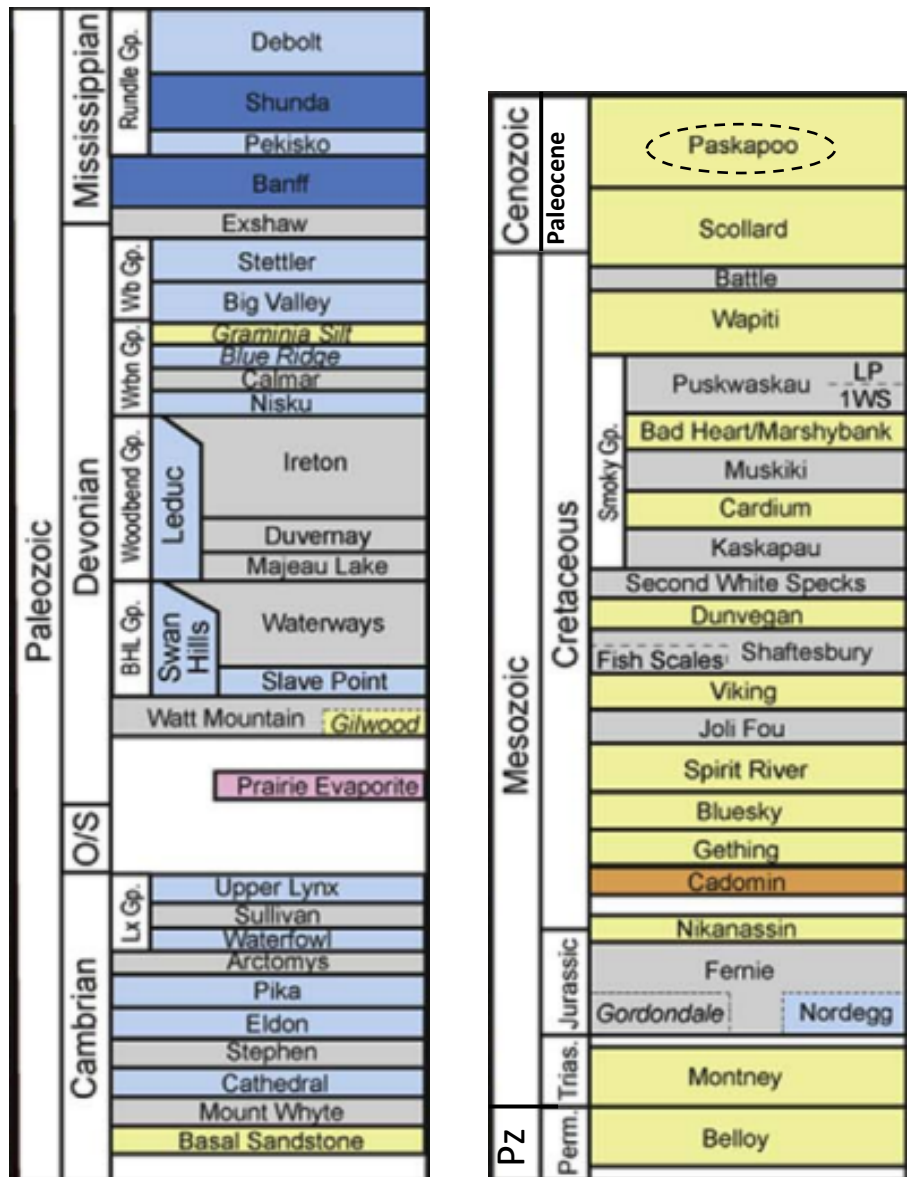 Paleozoic
Mississippian
Rundle Gp.
Debolt
Shunda
Pekisko
Banff
Exshaw
Devonian
Wb Gp.
Stettler
Big Valley
Wrbn Gp.
Graminia Silt
Blue Ridge
Calmar
Nisku
Woodbend Gp.
Leduc
Ireton
Duvernay
Majeau Lake
BHL Gp.
Swan
Hills
Waterways
Slave Point
Watt Mountain
Gilwood
Prairie Evaporite
O/S
Cambrian
Lx Gp.
Upper Lynx
Sullivan
Waterfowl
Arctomys
Pika
Eldon
Stephen
Cathedral
Mount Whyte
Basal Sandstone
Cenozoic
Paleocene
Paskapoo
Scollard
Mesozoic
Cretaceous
Battle
Wapiti
Smoky Gp.
Puskwaskau
LP
1WS
Bad Heart/Marshybank
Muskiki
Cardium
Kaskapau
Second White Specks
Dunvegan
Fish Scales
Shaftesbury
Viking
Joli Fou
Spirit River
Bluesky
Gething
Cadomin
Nikanassin
Jurassic
Fernie
Gordondale
Nordegg
Trias.
Montney
Pz
Perm.
Belloy